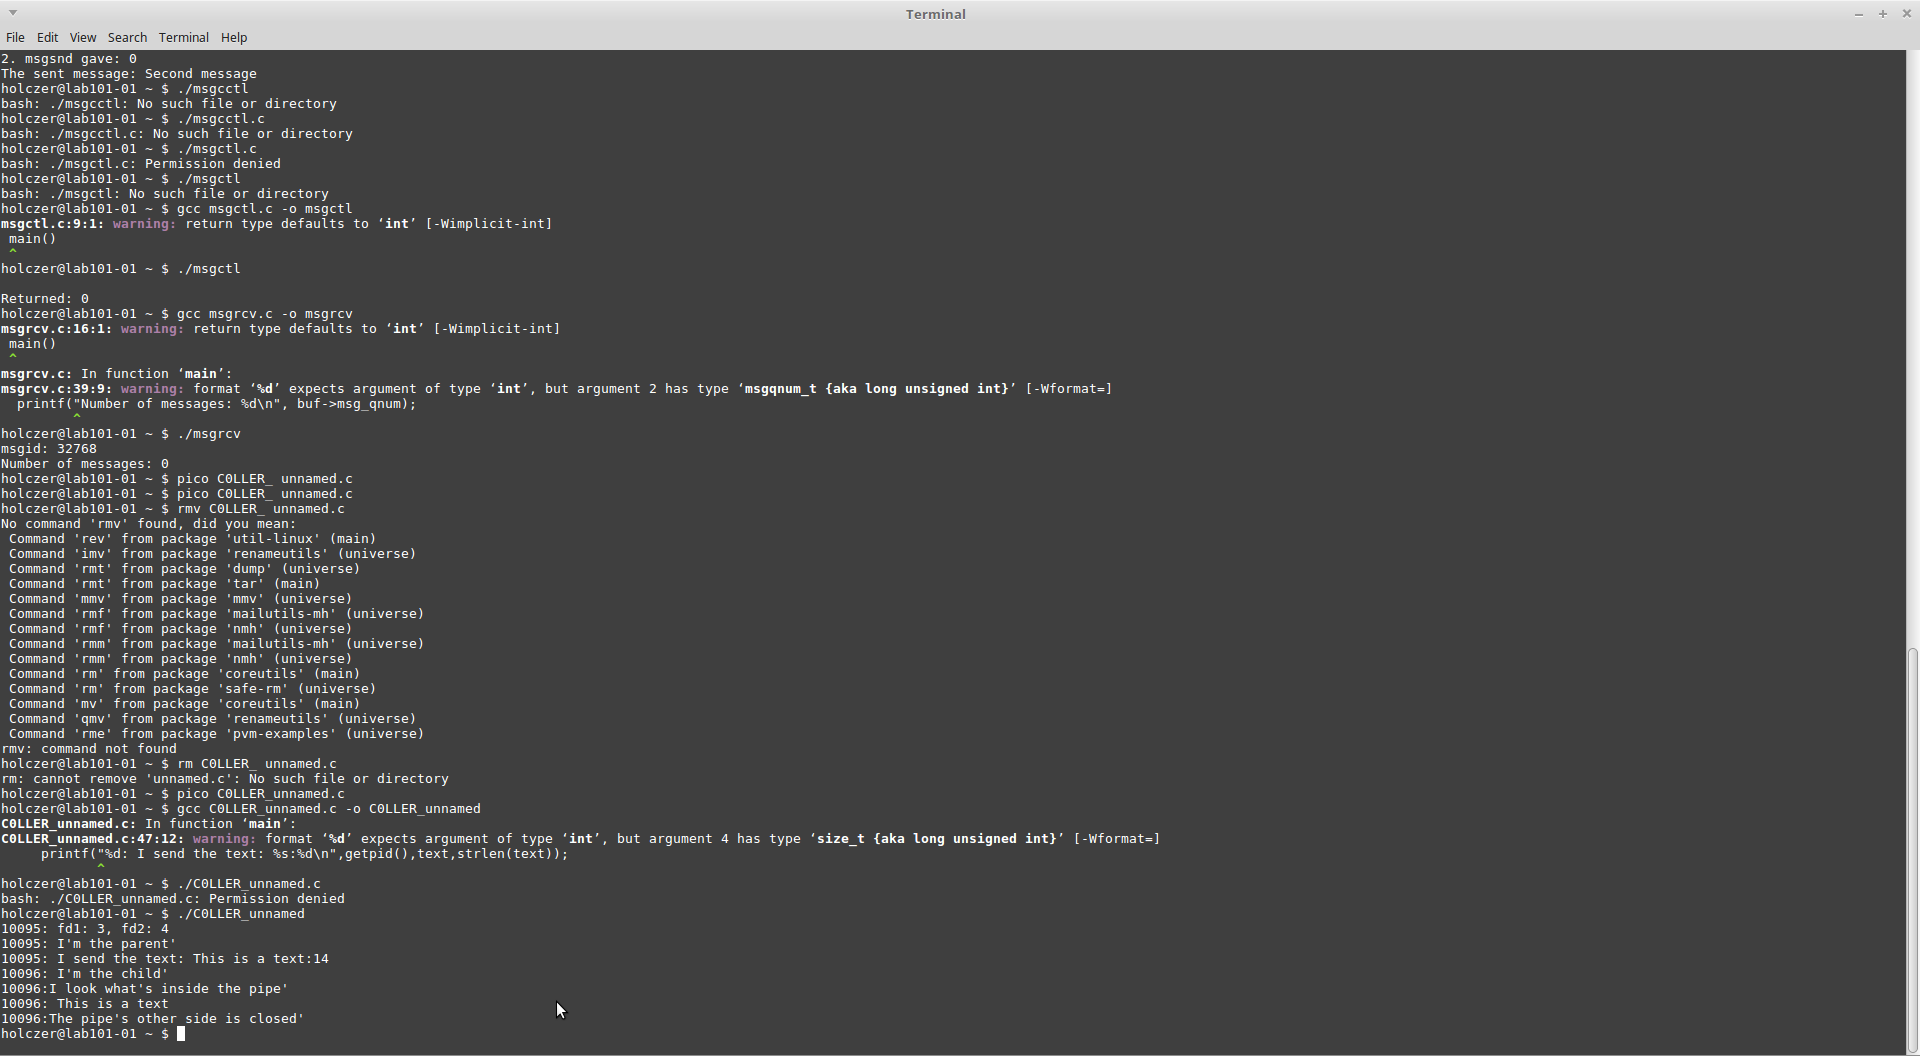 Terminal
File Edit View Search Terminal Help
2. msgsnd gave: 0
The sent message: Second message
holczer@lab101-01 ~ $ ./msgcctl
bash: ./msgcctl: No such file or directory
holczer@lab101-01 ~ $ ./msgcctl.c
bash: ./msgcctl.c: No such file or directory
holczer@lab101-01 ~ $ ./msgctl.c
bash: ./msgctl.c: Permission denied
holczer@lab101-01 ~ $ ./msgctl
bash: ./msgctl: No such file or directory
holczer@lab101-01 ~ $ gcc msgctl.c -o msgctl
msgctl.c:9:1: warning: return type defaults to ‘int’ [-Wimplicit-int]
 main()
 ^
holczer@lab101-01 ~ $ ./msgctl

Returned: 0
holczer@lab101-01 ~ $ gcc msgrcv.c -o msgrcv
msgrcv.c:16:1: warning: return type defaults to ‘int’ [-Wimplicit-int]
 main()
 ^
msgrcv.c: In function ‘main’:
msgrcv.c:39:9: warning: format ‘%d’ expects argument of type ‘int’, but argument 2 has type ‘msgqnum_t {aka long unsigned int}’ [-Wformat=]
  printf("Number of messages: %d\n", buf->msg_qnum);
         ^
holczer@lab101-01 ~ $ ./msgrcv
msgid: 32768
Number of messages: 0
holczer@lab101-01 ~ $ pico C0LLER_ unnamed.c
holczer@lab101-01 ~ $ pico C0LLER_ unnamed.c
holczer@lab101-01 ~ $ rmv C0LLER_ unnamed.c
No command 'rmv' found, did you mean:
 Command 'rev' from package 'util-linux' (main)
 Command 'imv' from package 'renameutils' (universe)
 Command 'rmt' from package 'dump' (universe)
 Command 'rmt' from package 'tar' (main)
 Command 'mmv' from package 'mmv' (universe)
 Command 'rmf' from package 'mailutils-mh' (universe)
 Command 'rmf' from package 'nmh' (universe)
 Command 'rmm' from package 'mailutils-mh' (universe)
 Command 'rmm' from package 'nmh' (universe)
 Command 'rm' from package 'coreutils' (main)
 Command 'rm' from package 'safe-rm' (universe)
 Command 'mv' from package 'coreutils' (main)
 Command 'qmv' from package 'renameutils' (universe)
 Command 'rme' from package 'pvm-examples' (universe)
rmv: command not found
holczer@lab101-01 ~ $ rm C0LLER_ unnamed.c
rm: cannot remove 'unnamed.c': No such file or directory
holczer@lab101-01 ~ $ pico C0LLER_unnamed.c
holczer@lab101-01 ~ $ gcc C0LLER_unnamed.c -o C0LLER_unnamed
C0LLER_unnamed.c: In function ‘main’:
C0LLER_unnamed.c:47:12: warning: format ‘%d’ expects argument of type ‘int’, but argument 4 has type ‘size_t {aka long unsigned int}’ [-Wformat=]
     printf("%d: I send the text: %s:%d\n",getpid(),text,strlen(text));
            ^
holczer@lab101-01 ~ $ ./C0LLER_unnamed.c
bash: ./C0LLER_unnamed.c: Permission denied
holczer@lab101-01 ~ $ ./C0LLER_unnamed
10095: fd1: 3, fd2: 4
10095: I'm the parent'
10095: I send the text: This is a text:14
10096: I'm the child'
10096:I look what's inside the pipe'
10096: This is a text
10096:The pipe's other side is closed'
holczer@lab101-01 ~ $